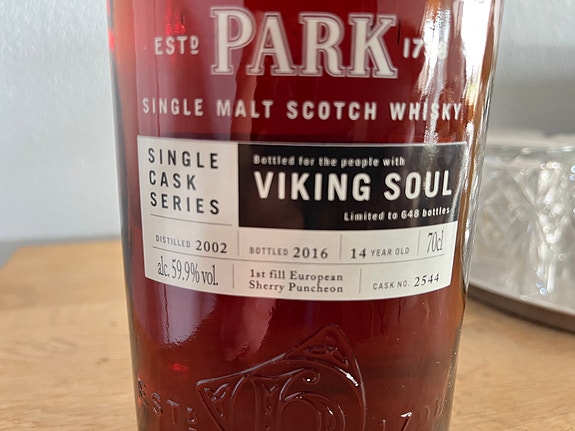 ESTD PARK
SINGLE MALT SCOTCH WHISKY
SINGLE
CASK
SERIES
Bottled for the people with
VIKING SOUL
Limited to 648 bottles
DISTILLED 2002
BOTTLED 2016
14 YEAR OLD
70cl
alc. 59.9% vol.
1st fill European
Sherry Puncheon
CASK NO. 2544
ESTD